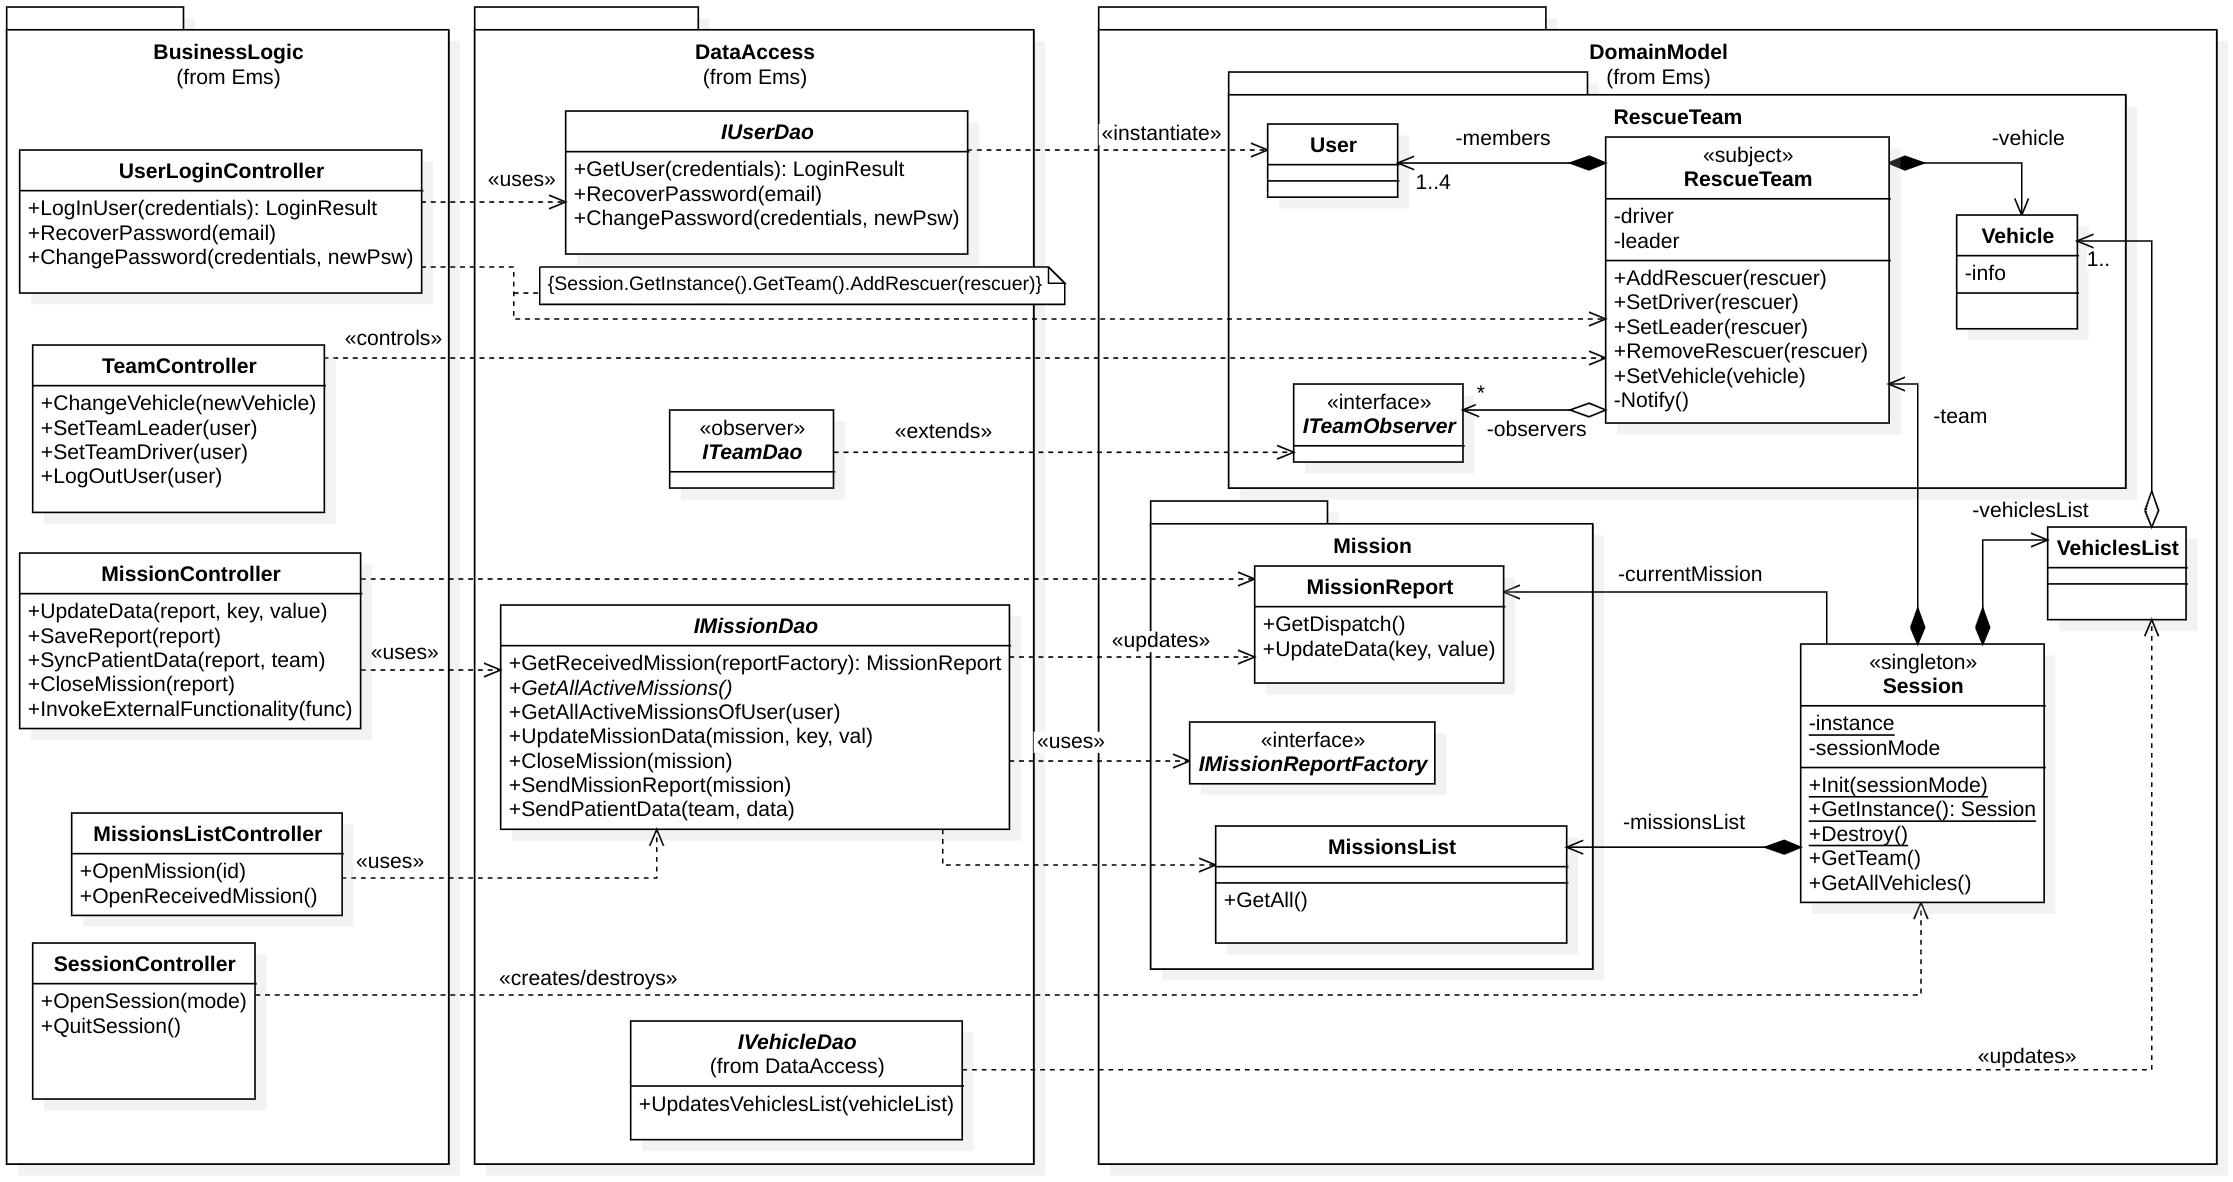 BusinessLogic
(from Ems)
UserLoginController
+LogInUser(credentials): LoginResult
+RecoverPassword(email)
+ChangePassword(credentials, newPsw)
TeamController
+ChangeVehicle(newVehicle)
+SetTeamLeader(user)
+SetTeamDriver(user)
+LogOutUser(user)
MissionController
+UpdateData(report, key, value)
+SaveReport(report)
+SyncPatientData(report, team)
+CloseMission(report)
+InvokeExternalFunctionality(func)
MissionsListController
+OpenMission(id)
+OpenReceivedMission()
SessionController
+OpenSession(mode)
+QuitSession()
«uses»
«controls»
«uses»
«uses»
«creates/destroys»
DataAccess
(from Ems)
IUserDao
+GetUser(credentials): LoginResult
+RecoverPassword(email)
+ChangePassword(credentials, newPsw)
{Session.GetInstance().GetTeam().AddRescuer(rescuer)}
«observer»
ITeamDao
«extends»
IMissionDao
+GetReceivedMission(reportFactory): MissionReport
+GetAllActiveMissions()
+GetAllActiveMissionsOfUser(user)
+UpdateMissionData(mission, key, val)
+CloseMission(mission)
+SendMissionReport(mission)
+SendPatientData(team, data)
IVehicleDao
(from DataAccess)
+UpdatesVehiclesList(vehicleList)
«instantiate»
«updates»
«uses»
«updates»
DomainModel
(from Ems)
RescueTeam
User
-members
1..4
«subject»
RescueTeam
-driver
-leader
+AddRescuer(rescuer)
+SetDriver(rescuer)
+SetLeader(rescuer)
+RemoveRescuer(rescuer)
+SetVehicle(vehicle)
-Notify()
-vehicle
Vehicle
-info
1..
«interface»
ITeamObserver
*
-observers
-team
-vehiclesList
VehiclesList
Mission
MissionReport
+GetDispatch()
+UpdateData(key, value)
-currentMission
«interface»
IMissionReportFactory
MissionsList
+GetAll()
-missionsList
«singleton»
Session
-instance
-sessionMode
+Init(sessionMode)
+GetInstance(): Session
+Destroy()
+GetTeam()
+GetAllVehicles()